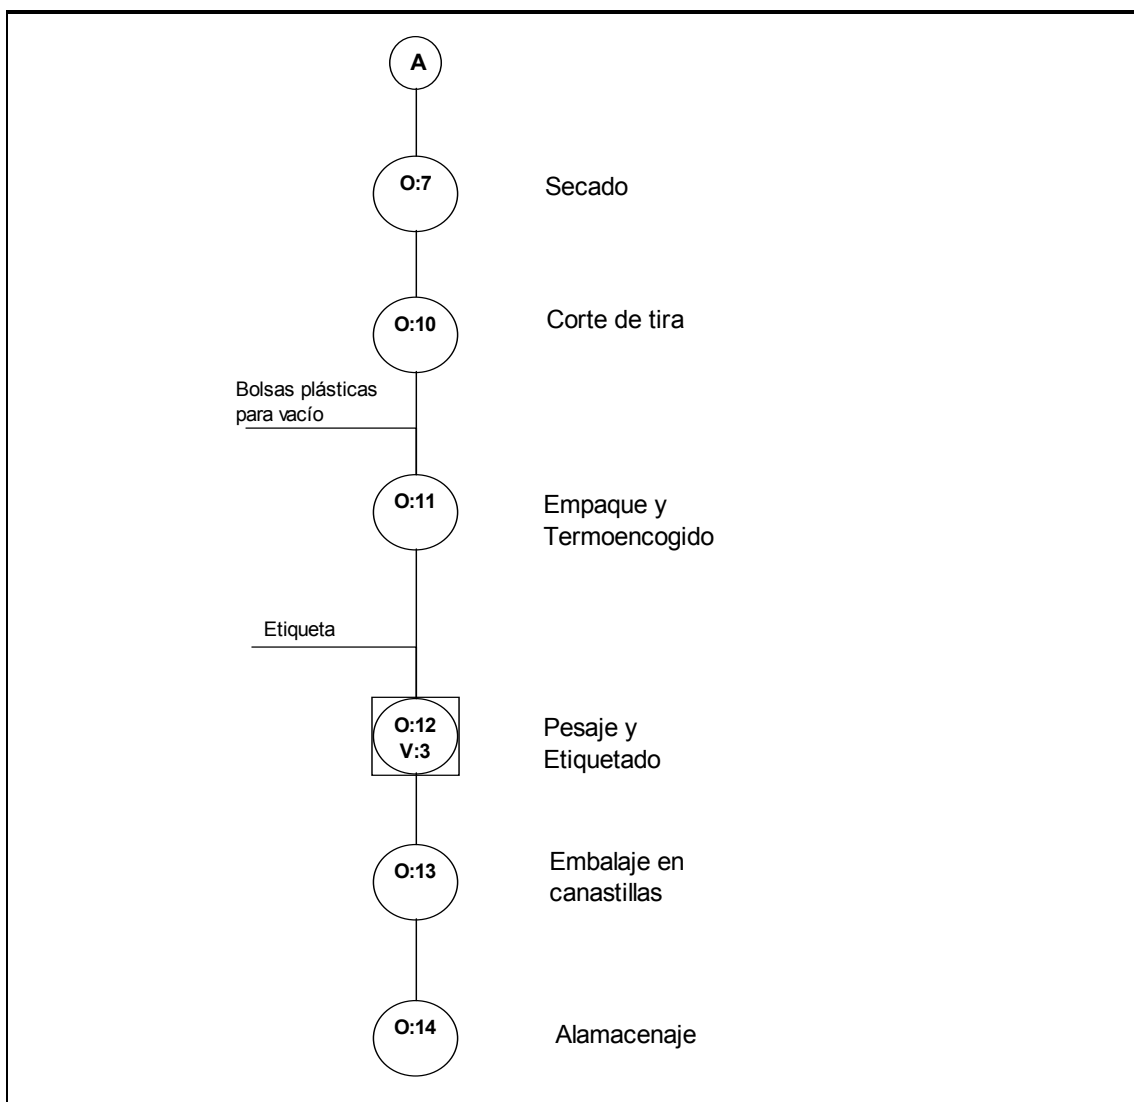 A
O:7
Secado
O:10
Corte de tira
Bolsas plásticas
para vacío
O:11
Empaque y
Termoencogido
Etiqueta
O:12
V:3
Pesaje y
Etiquetado
O:13
Embalaje en
canastillas
O:14
Alamacenaje